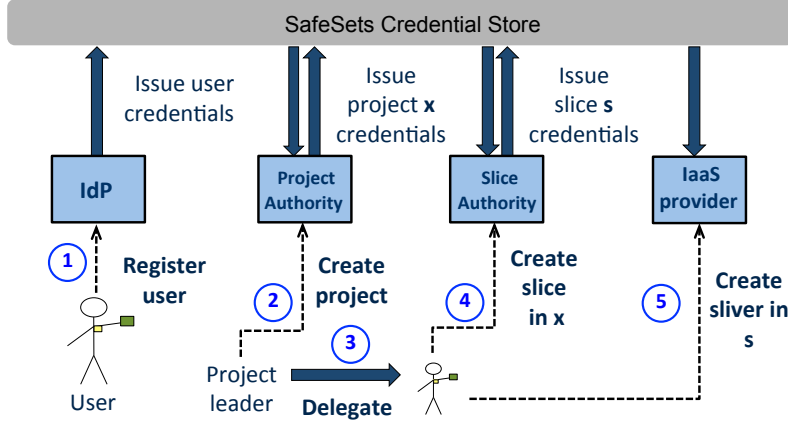 SafeSets Credential Store
Issue user
credentials
Issue
project x
credentials
Issue
slice s
credentials
IdP
Project
Authority
Slice
Authority
IaaS
provider
1
Register
user
2
Create
project
3
4
Create
slice
in x
5
Create
sliver in
s
User
Project
leader
Delegate